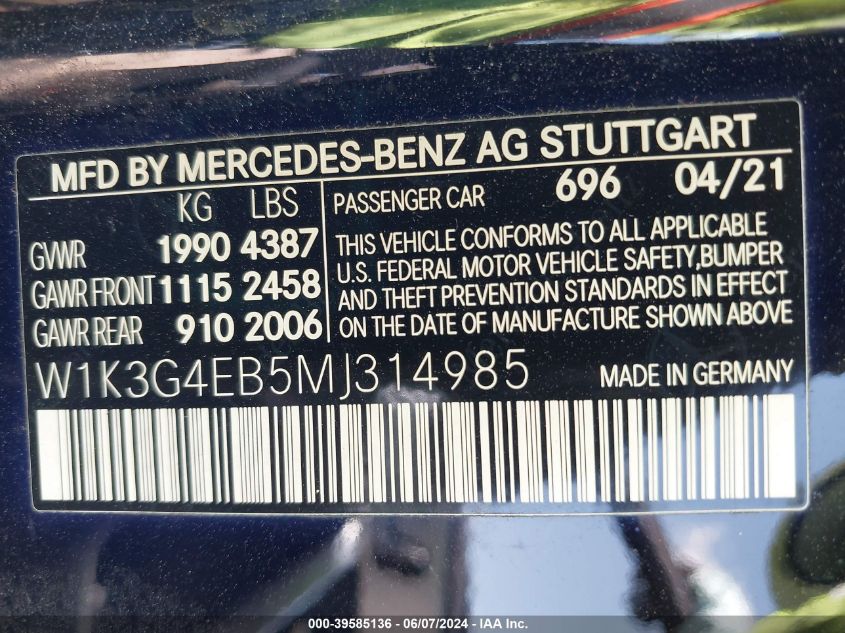 MFD BY MERCEDES-BENZ AG STUTTGART
KG LBS
GVWR 1990 4387
GAWR FRONT 1115 2458
GAWR REAR 910 2006
PASSENGER CAR 696 04/21
THIS VEHICLE CONFORMS TO ALL APPLICABLE
U.S. FEDERAL MOTOR VEHICLE SAFETY,BUMPER
AND THEFT PREVENTION STANDARDS IN EFFECT
ON THE DATE OF MANUFACTURE SHOWN ABOVE
W1K3G4EB5MJ314985 MADE IN GERMANY
000-39585136 - 06/07/2024 - IAA Inc.